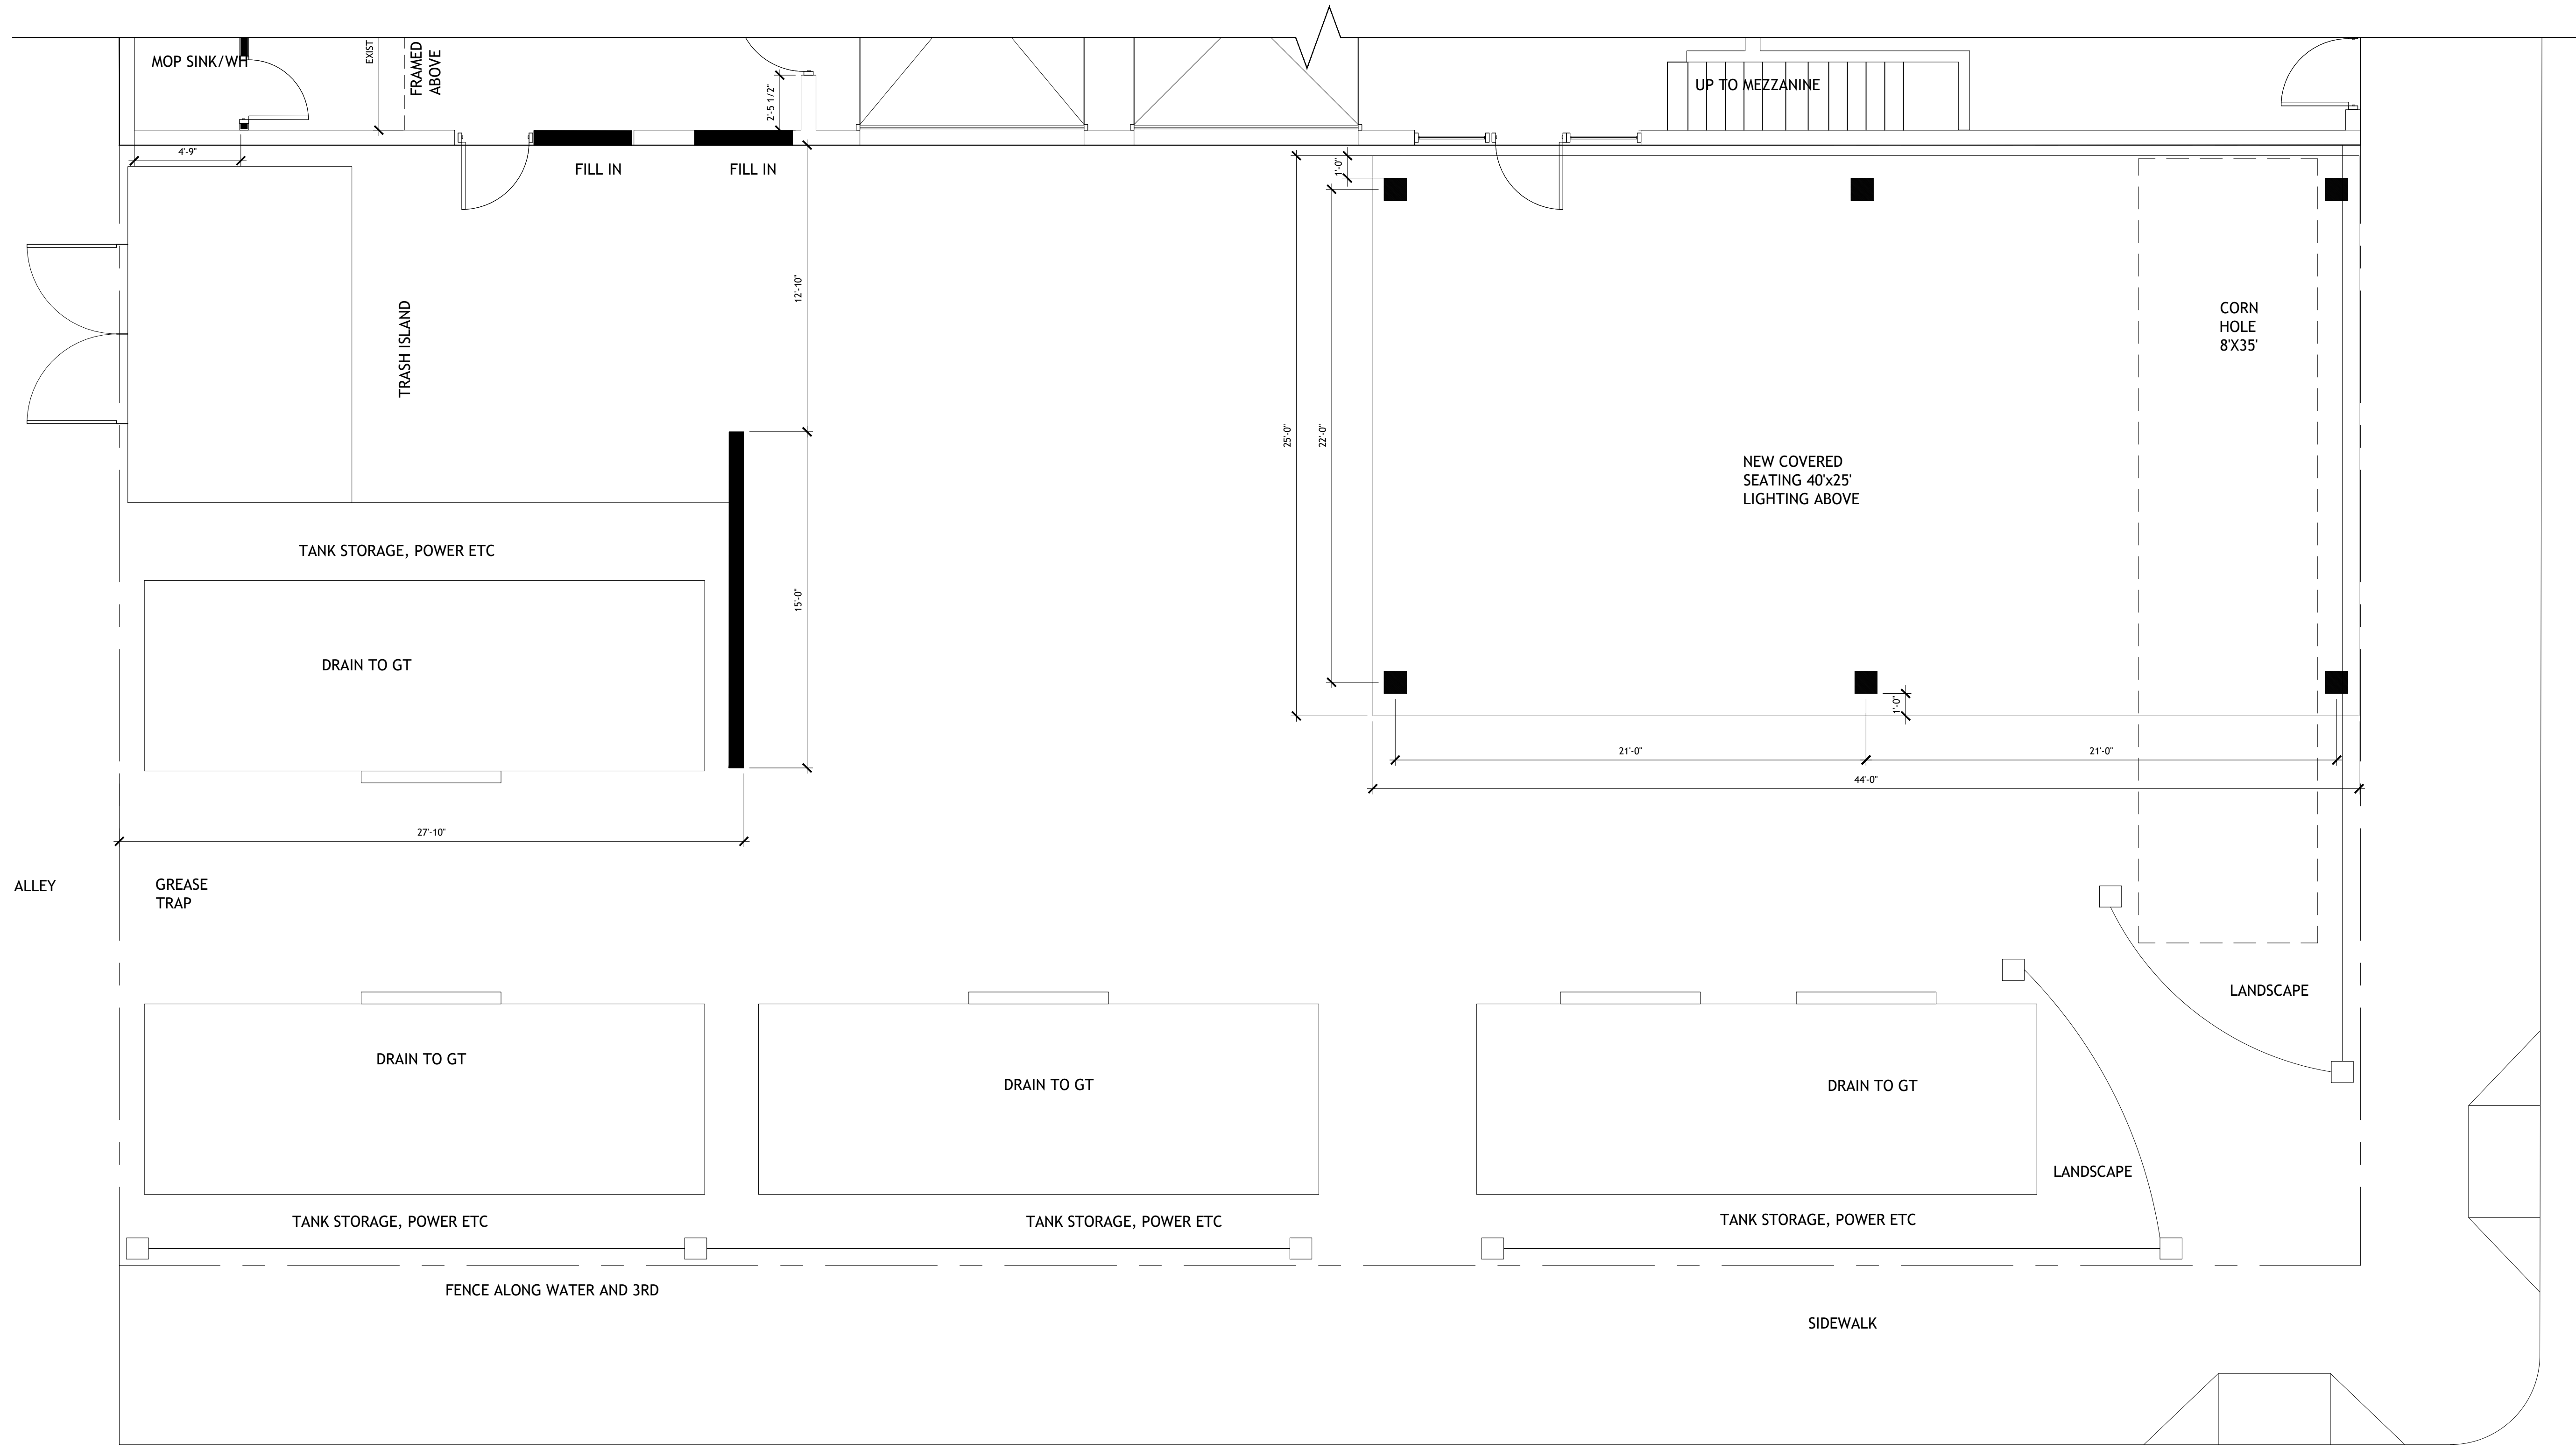 MOP SINK/WH
EXIST
FRAMED
ABOVE
2'-5 1/2"
UP TO MEZZANINE
4'-9"
FILL IN
FILL IN
1'-0"
12'-10"
TRASH ISLAND
CORN
HOLE
8'X35'
25'-0"
22'-0"
NEW COVERED
SEATING 40'x25'
LIGHTING ABOVE
TANK STORAGE, POWER ETC
15'-0"
DRAIN TO GT
1'-0"
21'-0"
21'-0"
44'-0"
27'-10"
ALLEY
GREASE
TRAP
LANDSCAPE
DRAIN TO GT
DRAIN TO GT
DRAIN TO GT
LANDSCAPE
TANK STORAGE, POWER ETC
TANK STORAGE, POWER ETC
TANK STORAGE, POWER ETC
FENCE ALONG WATER AND 3RD
SIDEWALK